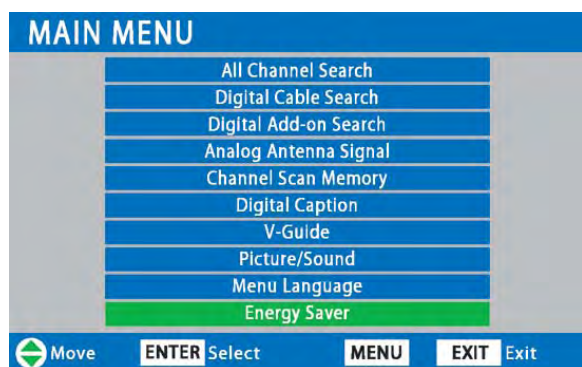 MAIN MENU
All Channel Search
Digital Cable Search
Digital Add-on Search
Analog Antenna Signal
Channel Scan Memory
Digital Caption
V-Guide
Picture/Sound
Menu Language
Energy Saver
Move ENTER Select MENU EXIT Exit